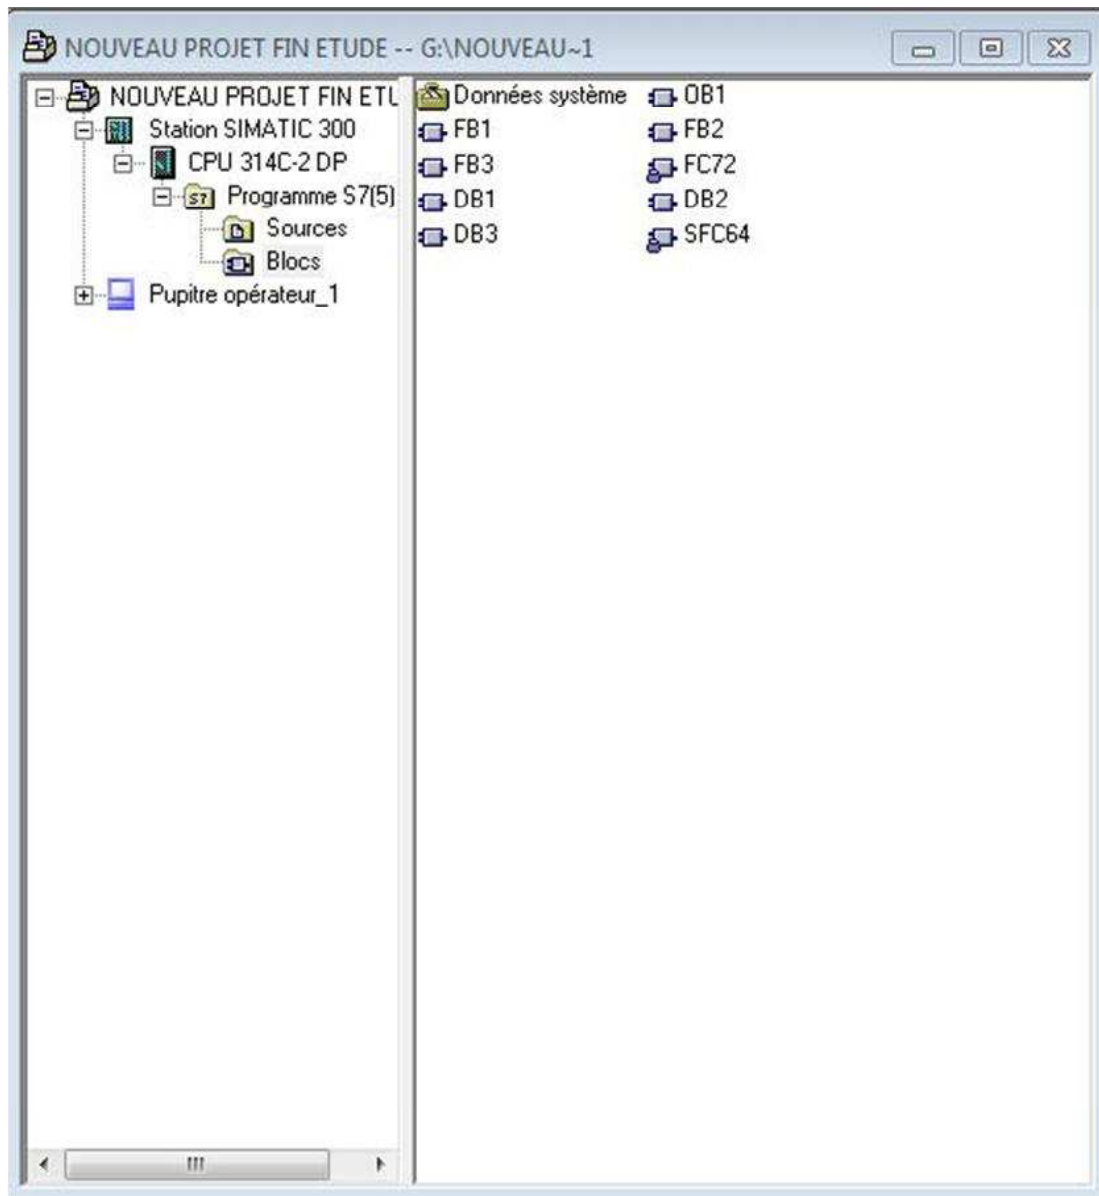 NOUVEAU PROJET FIN ETUDE -- G:\NOUVEAU~1
NOUVEAU PROJET FIN ETU
Station SIMATIC 300
CPU 314C-2 DP
Programme S7(5)
Sources
Blocs
Pupitre opérateur_1
Données système OB1
FB1 FB2
FB3 FC72
DB1 DB2
DB3 SFC64